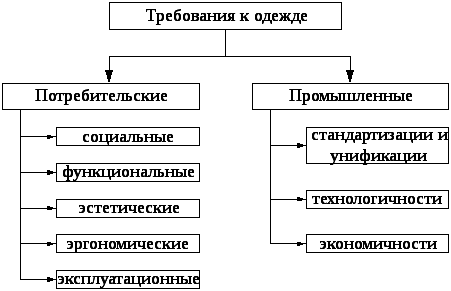 Требования к одежде
Потребительские
социальные
функциональные
эстетические
эргономические
эксплуатационные
Промышленные
стандартизации и
унификации
технологичности
экономичности